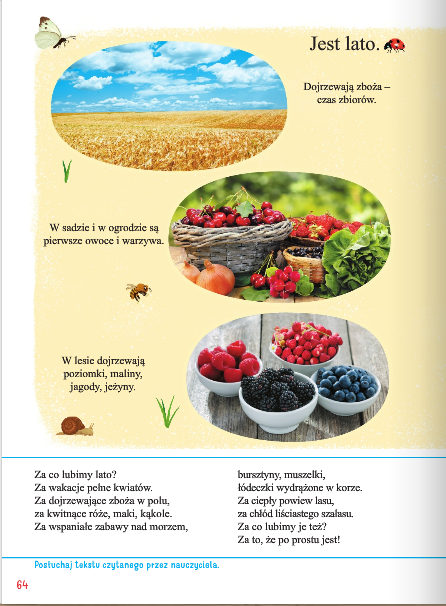 Jest lato.
Dojrzewają zboża –
czas zbiorów.
W sadzie i w ogrodzie są
pierwsze owoce i warzywa.
W lesie dojrzewają
poziomki, maliny,
jagody, jeżyny.
Za co lubimy lato?
Za wakacje pełne kwiatów.
Za dojrzewające zboża w polu,
za kwitnące róże, maki, kąkole.
Za wspaniałe zabawy nad morzem,
bursztyny, muszelki,
łódeczki wydrążone w korze.
Za ciepły powiew lasu,
za chłód liściastego szałasu.
Za co lubimy je też?
Za to, że po prostu jest!
Posłuchaj tekstu czytanego przez nauczyciela.
64